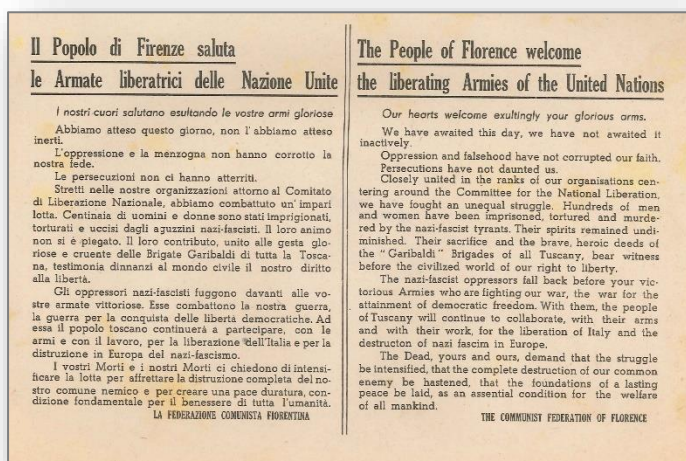 Il Popolo di Firenze saluta
le Armate liberatrici delle Nazione Unite
I nostri cuori salutano esultando le vostre armi gloriose
Abbiamo atteso questo giorno, non l'abbiamo atteso
inerti.
L'oppressione e la menzogna non hanno corrotto la
nostra fede.
Le persecuzioni non ci hanno atterriti.
Stretti nelle nostre organizzazioni attorno al Comitato
di Liberazione Nazionale, abbiamo combattuto un'impari
lotta. Centinaia di uomini e donne sono stati imprigionati,
torturati e uccisi dagli aguzzini nazi-fascisti. Il loro animo
non si è piegato. Il loro contributo, unito alle gesta glo-
riose e cruente delle Brigate Garibaldi di tutta la Tosca-
na, testimonia dinnanzi al mondo civile il nostro diritto
alla libertà.
Gli oppressori nazi-fascisti fuggono davanti alle vo-
stre armate vittoriose. Esse combattono la nostra guerra,
la guerra per la conquista delle libertà democratiche. Ad
essa il popolo toscano continuerà a partecipare, con le
armi e con il lavoro, per la liberazione dell'Italia e per la
distruzione in Europa del nazi-fascismo.
I vostri Morti e i nostri Morti ci chiedono di intensi-
ficare la lotta per affrettare la distruzione completa del no-
stro comune nemico e per creare una pace duratura, con-
dizione fondamentale per il benessere di tutta l'umanità.
LA FEDERAZIONE COMUNISTA FIORENTINA
The People of Florence welcome
the liberating Armies of the United Nations
Our hearts welcome exultingly your glorious arms.
We have awaited this day, we have not awaited it
inactively.
Oppression and falsehood have not corrupted our faith.
Persecutions have not daunted us.
Closely united in the ranks of our organisations cen-
tering around the Committee for the National Liberation,
we have fought an unequal struggle. Hundreds of men
and women have been imprisoned, tortured and murde-
red by the nazi-fascist tyrants. Their spirits remained undi-
minished. Their sacrifice and the brave, heroic deeds of
the "Garibaldi" Brigades of all Tuscany, bear witness
before the civilized world of our right to liberty.
The nazi-fascist oppressors fall back before your vic-
torious Armies who are fighting our war, the war for the
attainment of democratic freedom. With them, the people
of Tuscany will continue to collaborate, with their arms
and with their work, for the liberation of Italy and the
destructon of nazi fascim in Europe.
The Dead, yours and ours, demand that the struggle
be intensified, that the complete destruction of our common
enemy be hastened, that the foundations of a lasting
peace be laid, as an assential condition for the welfare
of all mankind.
THE COMMUNIST FEDERATION OF FLORENCE